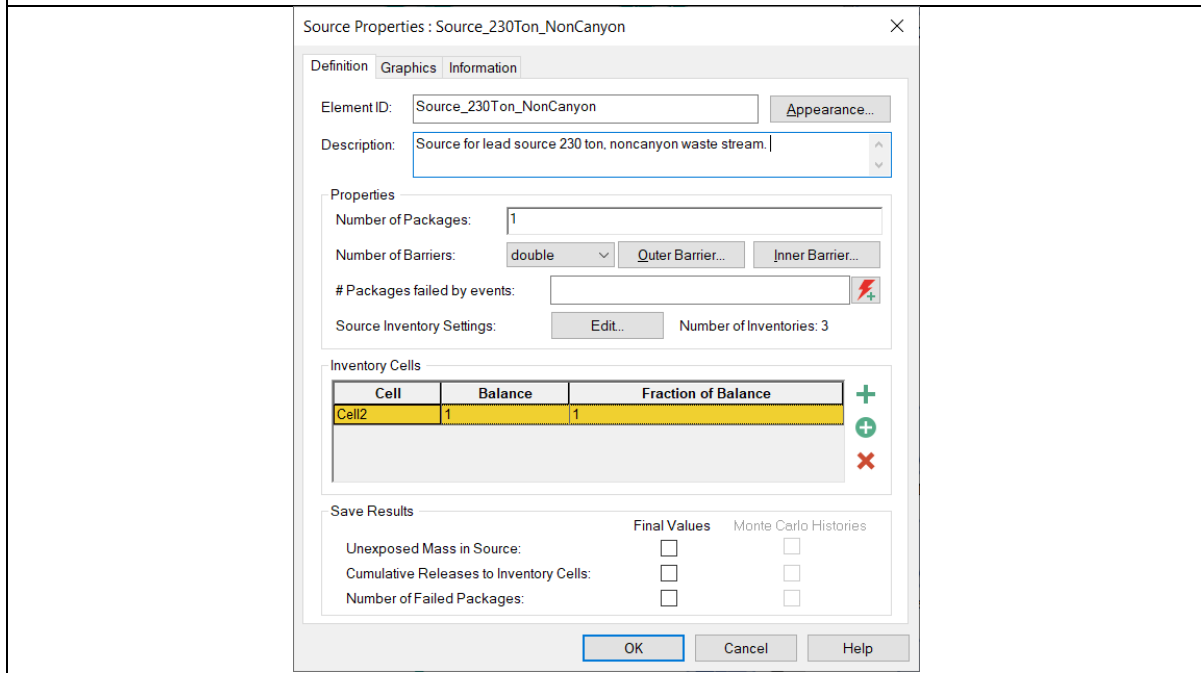 Source Properties : Source_230Ton_NonCanyon
Definition Graphics Information
Element ID: Source_230Ton_NonCanyon Appearance...
Description: Source for lead source 230 ton, noncanyon waste stream.
Properties
Number of Packages: 1
Number of Barriers: double Outer Barrier... Inner Barrier...
# Packages failed by events:
Source Inventory Settings: Edit... Number of Inventories: 3
Inventory Cells
Cell Balance Fraction of Balance
Cell2 1 1
Save Results
Final Values Monte Carlo Histories
Unexposed Mass in Source:
Cumulative Releases to Inventory Cells:
Number of Failed Packages:
OK Cancel Help